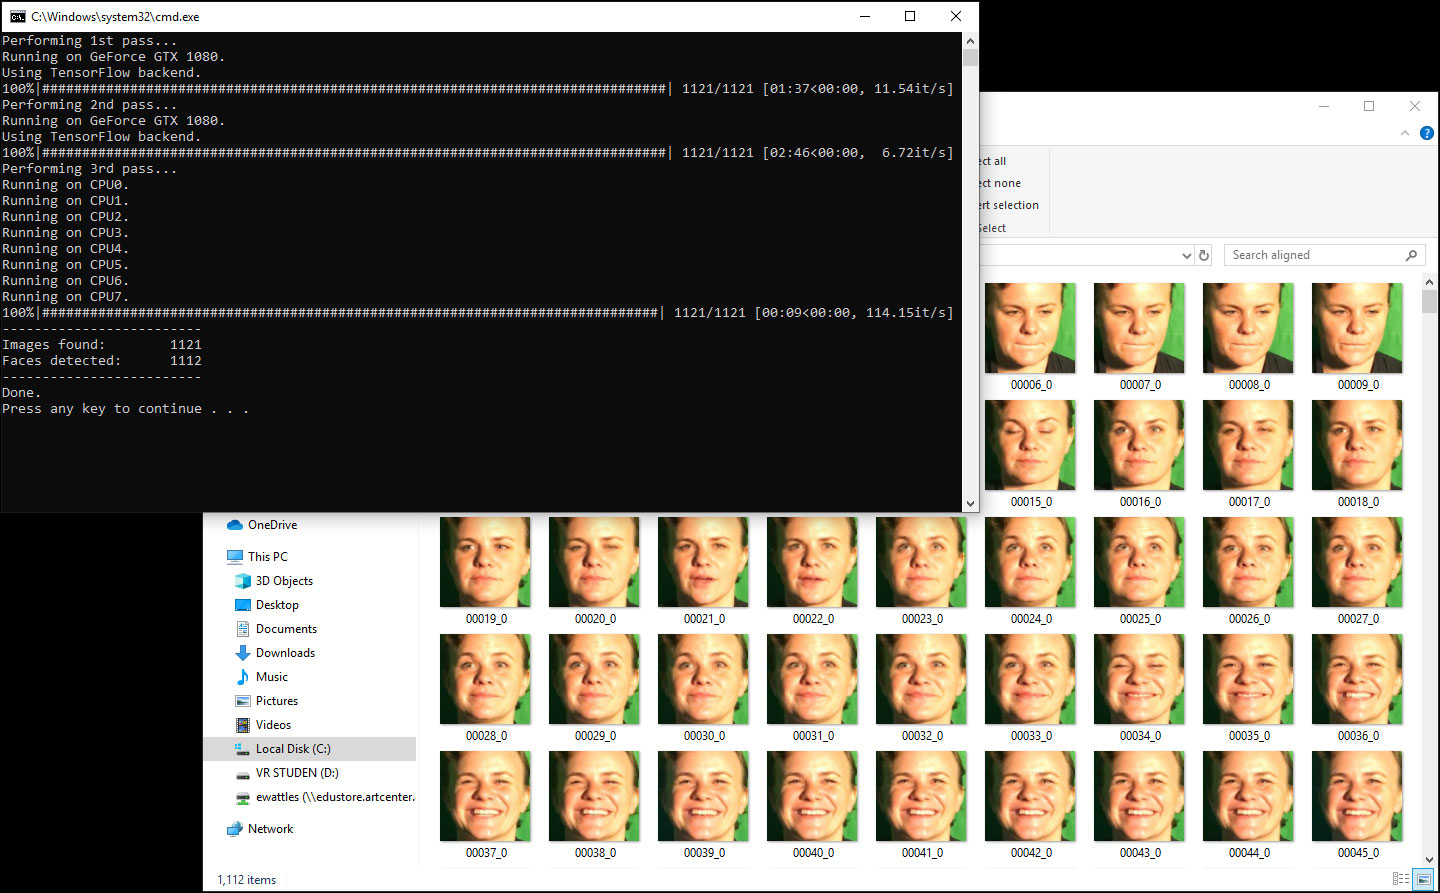 C:\Windows\system32\cmd.exe
Performing 1st pass...
Running on GeForce GTX 1080.
Using TensorFlow backend.
100%|##############################################################################| 1121/1121 [01:37<00:00, 11.54it/s]
Performing 2nd pass...
Running on GeForce GTX 1080.
Using TensorFlow backend.
100%|##############################################################################| 1121/1121 [02:46<00:00,  6.72it/s]
Performing 3rd pass...
Running on CPU0.
Running on CPU1.
Running on CPU2.
Running on CPU3.
Running on CPU4.
Running on CPU5.
Running on CPU6.
Running on CPU7.
100%|#############################################################################| 1121/1121 [00:09<00:00, 114.15it/s]
-------------------------
Images found:        1121
Faces detected:      1112
-------------------------
Done.
Press any key to continue . . .
ect all
ect none
ert selection
Select
Search aligned
00006_0 00007_0 00008_0 00009_0
00015_0 00016_0 00017_0 00018_0
OneDrive
This PC
3D Objects
Desktop
Documents
Downloads
Music
Pictures
Videos
Local Disk (C:)
VR STUDEN (D:)
ewattles (\\edustore.artcenter.
Network
00019_0 00020_0 00021_0 00022_0 00023_0 00024_0 00025_0 00026_0 00027_0
00028_0 00029_0 00030_0 00031_0 00032_0 00033_0 00034_0 00035_0 00036_0
00037_0 00038_0 00039_0 00040_0 00041_0 00042_0 00043_0 00044_0 00045_0
1,112 items